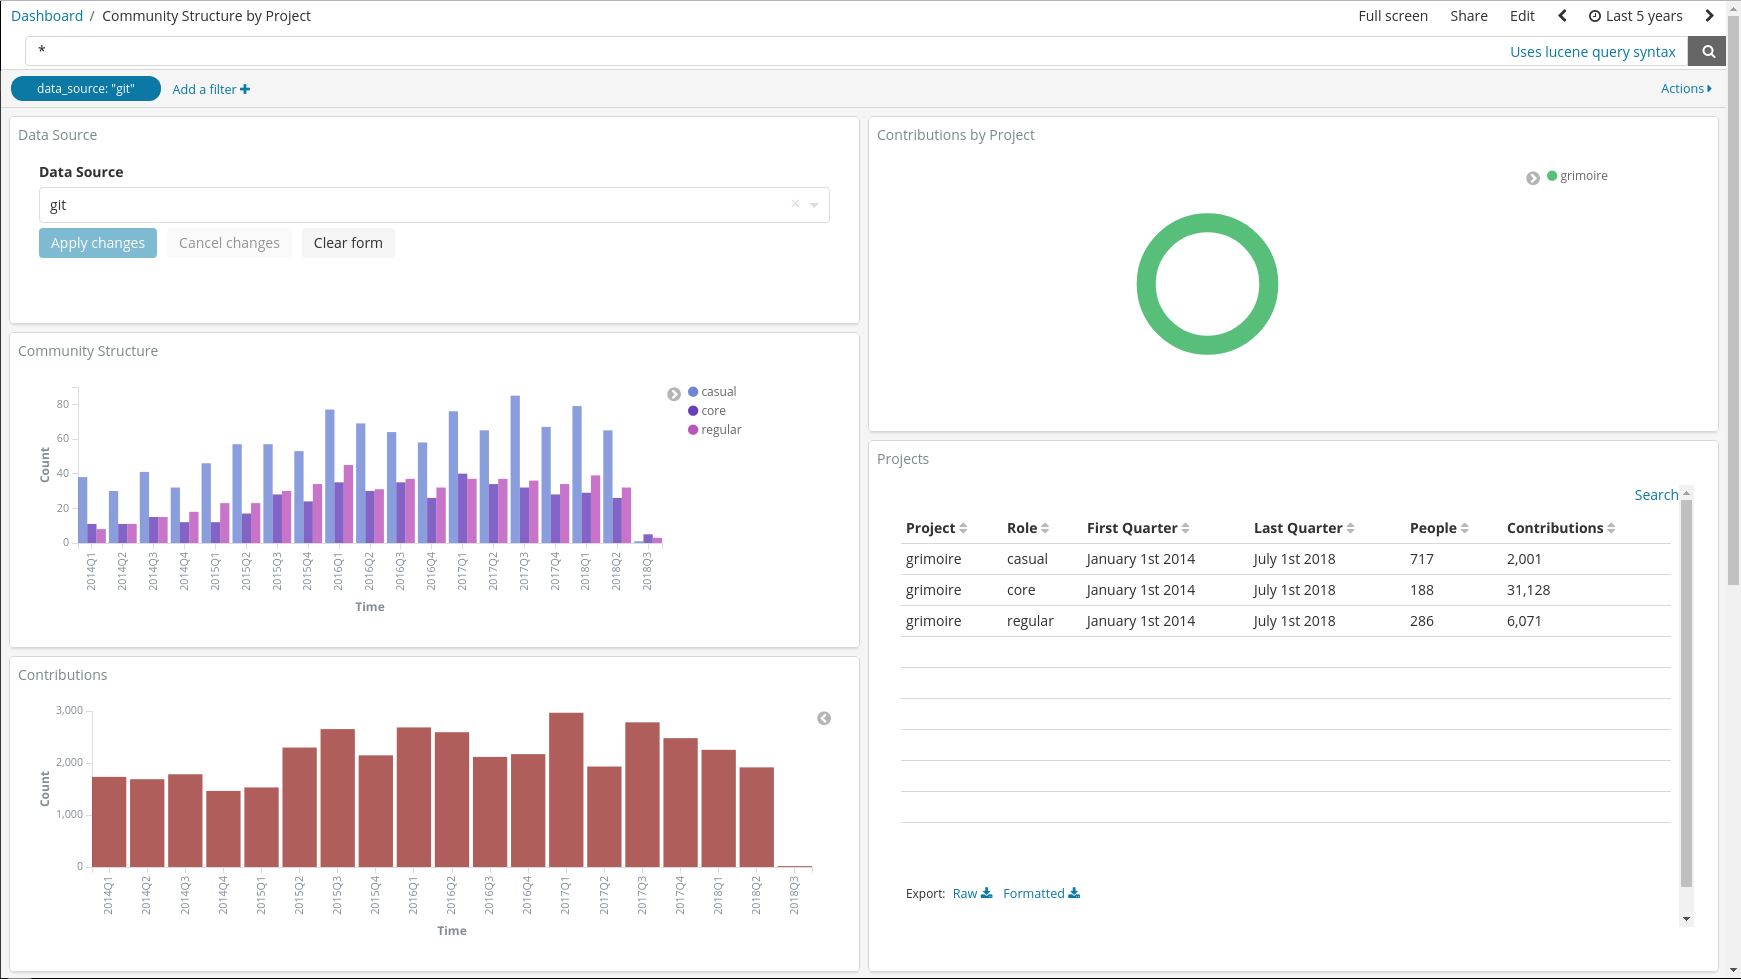 Dashboard / Community Structure by Project
Full screen Share Edit Last 5 years
*
Uses lucene query syntax
data_source: "git" Add a filter
Actions
Data Source
Data Source
git
Apply changes Cancel changes Clear form
Contributions by Project
grimoire
Community Structure
80
60
40
20
0
Count
2014Q1 2014Q2 2014Q3 2014Q4 2015Q1 2015Q2 2015Q3 2015Q4 2016Q1 2016Q2 2016Q3 2016Q4 2017Q1 2017Q2 2017Q3 2017Q4 2018Q1 2018Q2 2018Q3
Time
casual
core
regular
Projects
Search
Project Role First Quarter Last Quarter People Contributions
grimoire casual January 1st 2014 July 1st 2018 717 2,001
grimoire core January 1st 2014 July 1st 2018 188 31,128
grimoire regular January 1st 2014 July 1st 2018 286 6,071
Export: Raw Formatted
Contributions
3,000
2,000
1,000
0
Count
2014Q1 2014Q2 2014Q3 2014Q4 2015Q1 2015Q2 2015Q3 2015Q4 2016Q1 2016Q2 2016Q3 2016Q4 2017Q1 2017Q2 2017Q3 2017Q4 2018Q1 2018Q2 2018Q3
Time